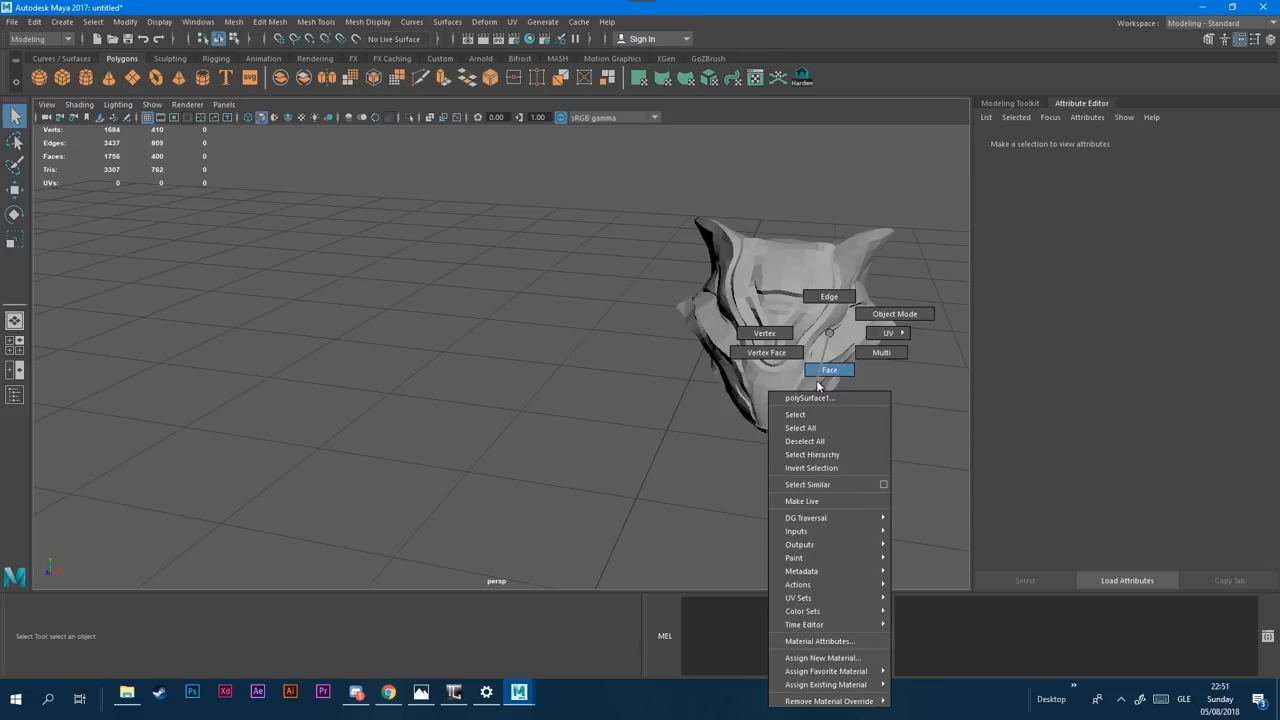 Autodesk Maya 2017: untitled*
File Edit Create Select Modify Display Windows Mesh Edit Mesh Mesh Tools Mesh Display Curves Surfaces Deform UV Generate Cache Help
Workspace : Modeling - Standard
Modeling No Live Surface Sign In
Curves / Surfaces Polygons Sculpting Rigging Animation Rendering FX FX Caching Custom Arnold Bifrost MASH Motion Graphics XGen GoZBrush
T SVG Harden
View Shading Lighting Show Renderer Panels
Modeling Toolkit Attribute Editor
0.00 1.00 sRGB gamma
List Selected Focus Attributes Show Help
Verts: 1684 410 0
Edges: 3437 809 0
Faces: 1756 400 0
Tris: 3307 762 0
UVs: 0 0 0
Make a selection to view attributes
Edge
Object Mode
Vertex
UV
Vertex Face
Multi
Face
polySurface1...
Select
Select All
Deselect All
Select Hierarchy
Invert Selection
Select Similar
Make Live
DG Traversal
Inputs
Outputs
Paint
Metadata
Actions
UV Sets
Color Sets
Time Editor
Material Attributes...
Assign New Material...
Assign Favorite Material
Assign Existing Material
Remove Material Override
persp
Select Load Attributes Copy Tab
Select Tool: select an object
MEL
Ps Xd Ae Ai Pr
Desktop
GLE
22:51
Sunday
05/08/2018